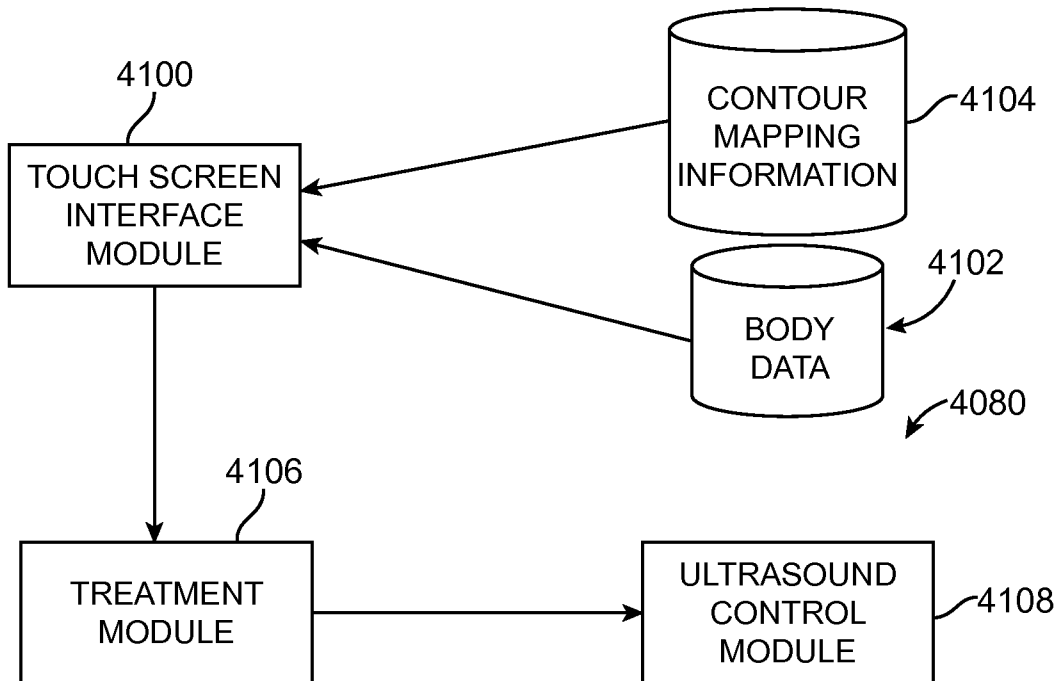 4100
TOUCH SCREEN
INTERFACE
MODULE
CONTOUR
MAPPING
INFORMATION
4104
BODY
DATA
4102
4080
4106
TREATMENT
MODULE
ULTRASOUND
CONTROL
MODULE
4108